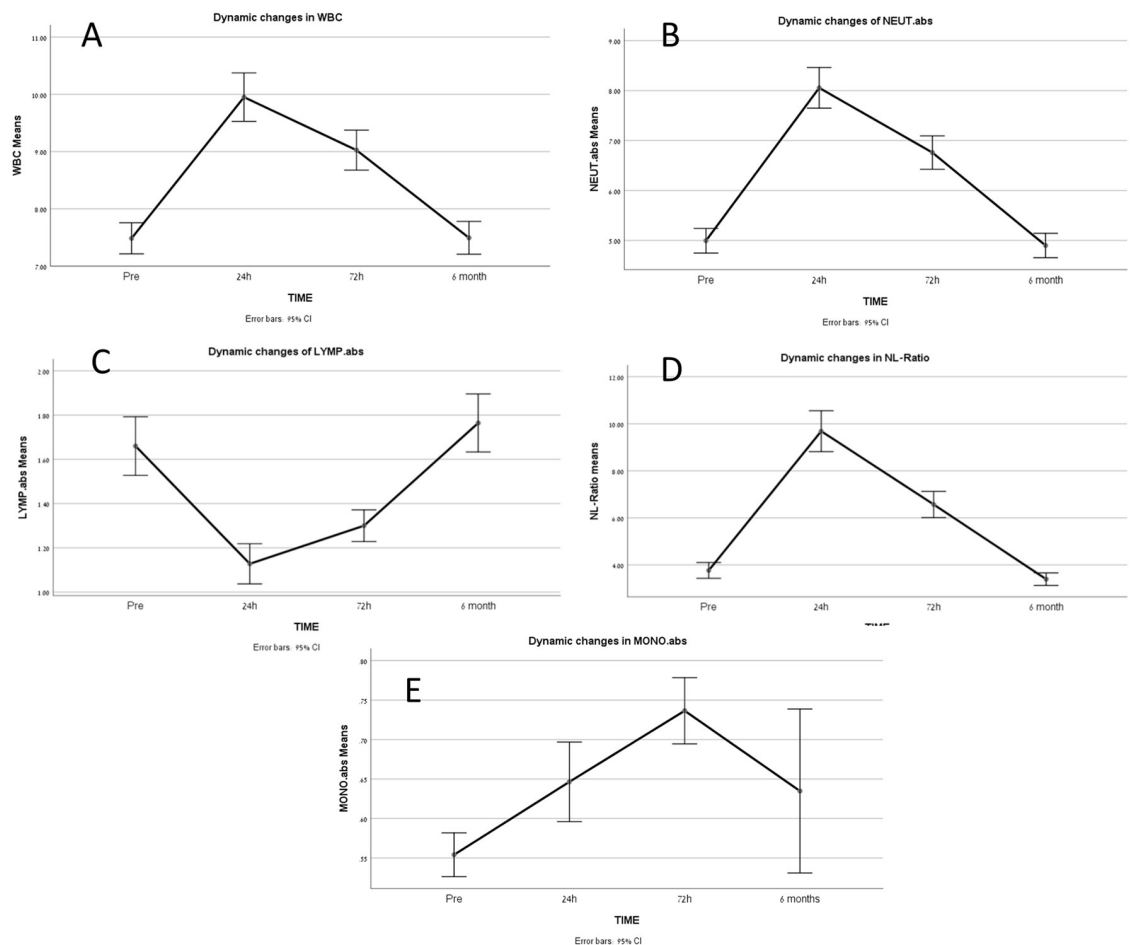 Dynamic changes in WBC
A
11.00
10.00
9.00
8.00
7.00
WBC Means
Pre 24h 72h 6 month
TIME
Error bars: 95% CI
Dynamic changes of NEUT.abs
B
9.00
8.00
7.00
6.00
5.00
NEUT.abs Means
Pre 24h 72h 6 month
TIME
Error bars: 95% CI
Dynamic changes of LYMP.abs
C
2.00
1.80
1.60
1.40
1.20
1.00
LYMP.abs Means
Pre 24h 72h 6 month
TIME
Error bars: 95% CI
Dynamic changes in NL-Ratio
D
12.00
10.00
8.00
6.00
4.00
NL-Ratio means
Pre 24h 72h 6 month
TIME
Dynamic changes in MONO.abs
E
.80
.75
.70
.65
.60
.55
MONO.abs Means
Pre 24h 72h 6 months
TIME
Error bars: 95% CI